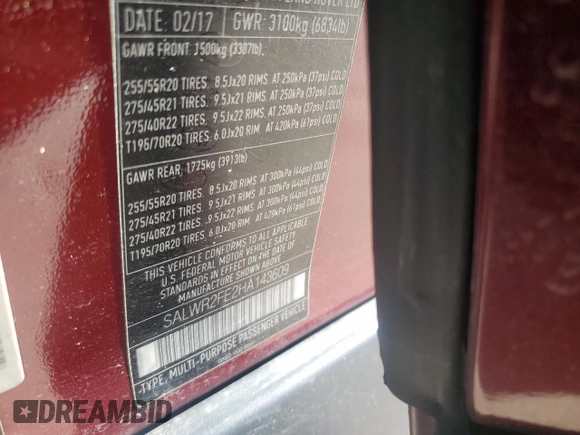 LAND ROVER LTD
DATE: 02/17 GWR: 3100kg (6834lb)
GAWR FRONT 1500kg (3307lb),
255/55R20 TIRES. 8.5Jx20 RIMS. AT 250kPa (37psi) COLD
275/45R21 TIRES. 9.5Jx21 RIMS. AT 250kPa (37psi) COLD
275/40R22 TIRES. 9.5Jx22 RIMS. AT 250kPa (37psi) COLD
T195/70R20 TIRES. 6.0Jx20 RIM AT 420kPa (61psi) COLD
GAWR REAR 1775kg (3913lb)
255/55R20 TIRES. 8.5Jx20 RIMS. AT 300kPa (44psi) COLD
275/45R21 TIRES. 9.5Jx21 RIMS. AT 300kPa (44psi) COLD
275/40R22 TIRES. 9.5Jx22 RIMS. AT 300kPa (44psi) COLD
T195/70R20 TIRES. 6.0Jx20 RIM AT 420kPa (61psi) COLD
THIS VEHICLE CONFORMS TO ALL APPLICABLE
U.S. FEDERAL MOTOR VEHICLE SAFETY
STANDARDS IN EFFECT ON THE DATE OF
MANUFACTURE SHOWN ABOVE.
SALWR2FE2HA143609
TYPE: MULTI-PURPOSE PASSENGER VEHICLE
DREAMBID